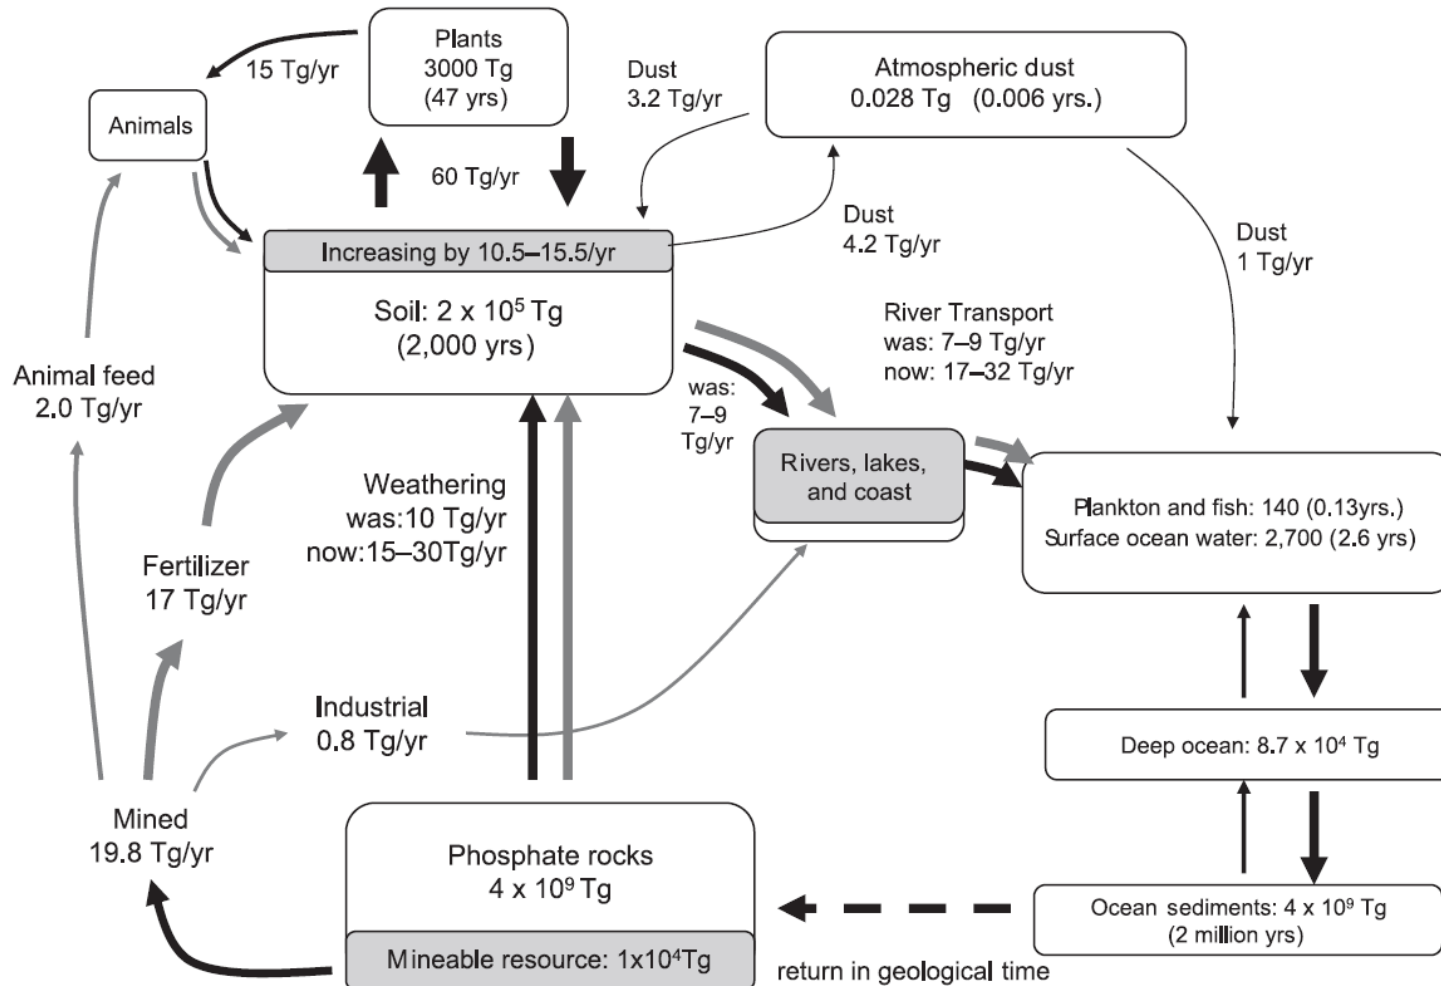 Plants
3000 Tg
(47 yrs)
15 Tg/yr
Animals
60 Tg/yr
Dust
3.2 Tg/yr
Atmospheric dust
0.028 Tg (0.006 yrs.)
Dust
4.2 Tg/yr
Dust
1 Tg/yr
Increasing by 10.5–15.5/yr
Soil: 2 x 10⁵ Tg
(2,000 yrs)
River Transport
was: 7–9 Tg/yr
now: 17–32 Tg/yr
was:
7–9
Tg/yr
Animal feed
2.0 Tg/yr
Rivers, lakes,
and coast
Weathering
was:10 Tg/yr
now:15–30Tg/yr
Plankton and fish: 140 (0.13yrs.)
Surface ocean water: 2,700 (2.6 yrs)
Fertilizer
17 Tg/yr
Industrial
0.8 Tg/yr
Deep ocean: 8.7 x 10⁴ Tg
Mined
19.8 Tg/yr
Phosphate rocks
4 x 10⁹ Tg
Mineable resource: 1x10⁴Tg
Ocean sediments: 4 x 10⁹ Tg
(2 million yrs)
return in geological time